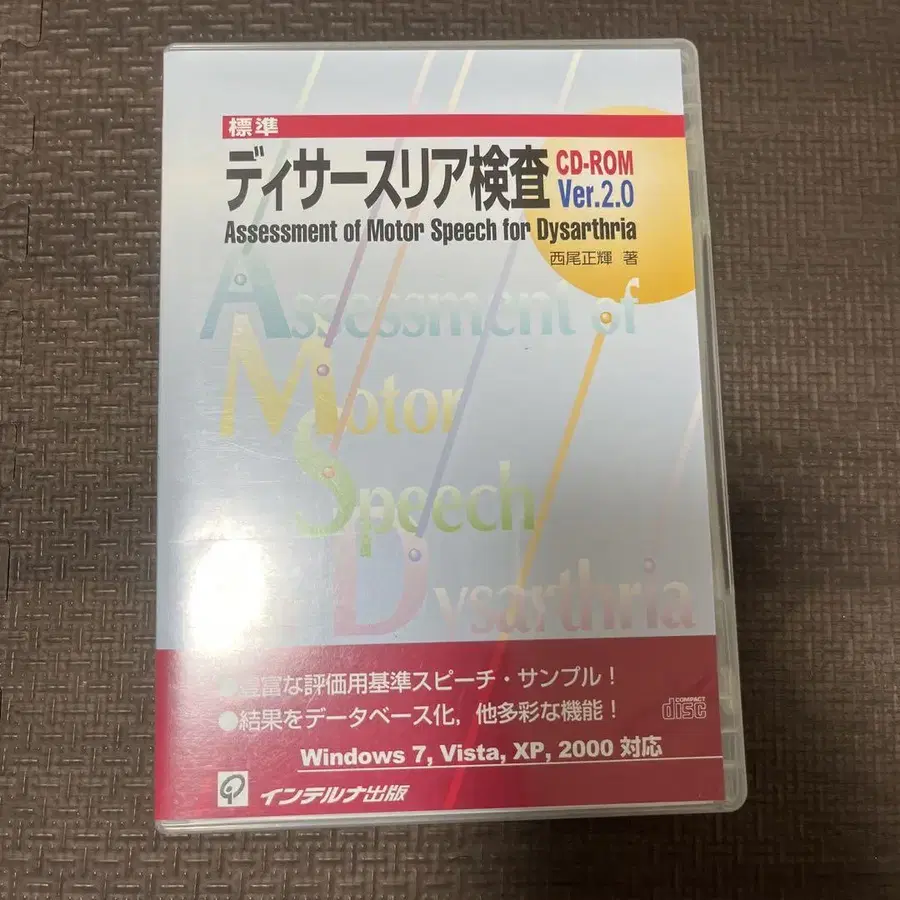 標準
ディサースリア検査 CD-ROM Ver.2.0
Assessment of Motor Speech for Dysarthria
西尾正輝 著
Assessment of
Motor
Speech
Dysarthria
●豊富な評価用基準スピーチ・サンプル!
●結果をデータベース化,他多彩な機能!
COMPACT disc
Windows 7, Vista, XP, 2000 対応
インテルナ出版